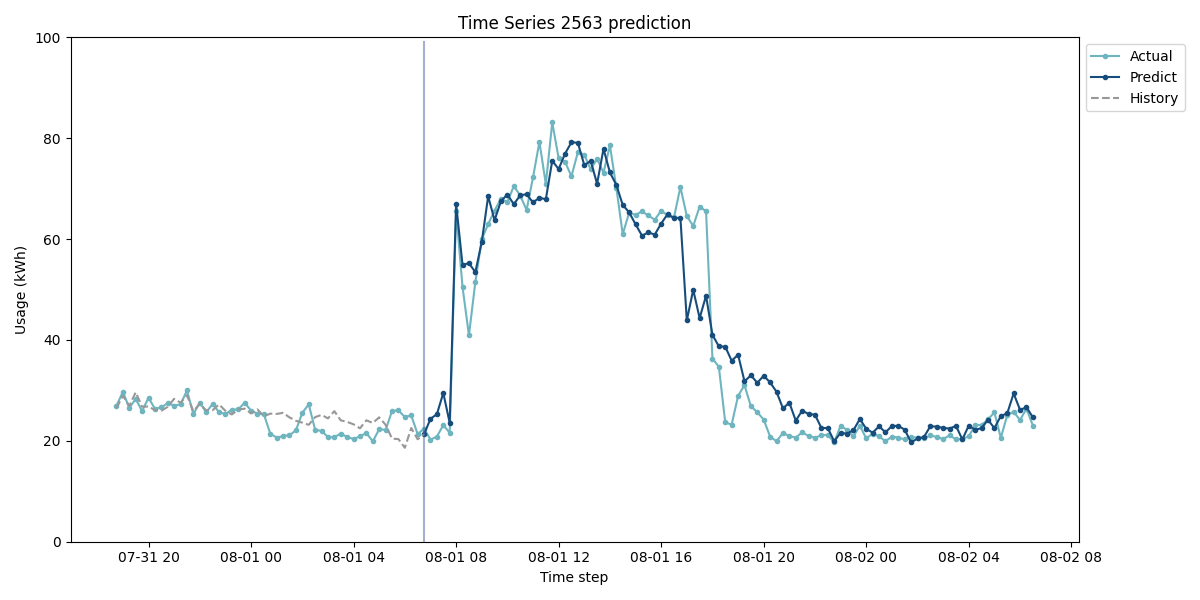 Time Series 2563 prediction
100
80
60
40
20
0
Usage (kWh)
07-31 20
08-01 00
08-01 04
08-01 08
08-01 12
08-01 16
08-01 20
08-02 00
08-02 04
08-02 08
Time step
Actual
Predict
History